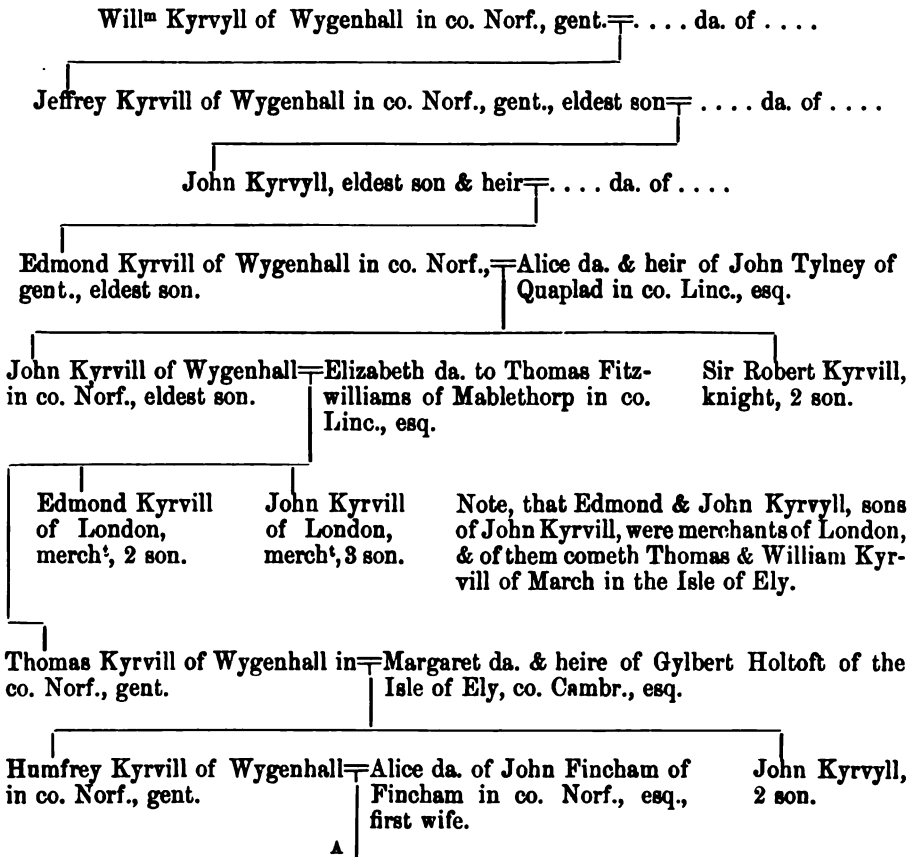 Willᵐ Kyrvyll of Wygenhall in co. Norf., gent.=. . . . da. of . . . .
Jeffrey Kyrvill of Wygenhall in co. Norf., gent., eldest son= . . . . da. of . . . .
John Kyrvyll, eldest son & heir=. . . . da. of . . . .
Edmond Kyrvill of Wygenhall in co. Norf.,=Alice da. & heir of John Tylney of
gent., eldest son. Quaplad in co. Linc., esq.
John Kyrvill of Wygenhall=Elizabeth da. to Thomas Fitz- Sir Robert Kyrvill,
in co. Norf., eldest son. williams of Mablethorp in co. knight, 2 son.
Linc., esq.
Edmond Kyrvill John Kyrvill Note, that Edmond & John Kyrvyll, sons
of London, of London, of John Kyrvill, were merchants of London,
merchᵗ, 2 son. merchᵗ, 3 son. & of them cometh Thomas & William Kyr-
vill of March in the Isle of Ely.
Thomas Kyrvill of Wygenhall in=Margaret da. & heire of Gylbert Holtoft of the
co. Norf., gent. Isle of Ely, co. Cambr., esq.
Humfrey Kyrvill of Wygenhall=Alice da. of John Fincham of John Kyrvyll,
in co. Norf., gent. Fincham in co. Norf., esq., 2 son.
first wife.
A